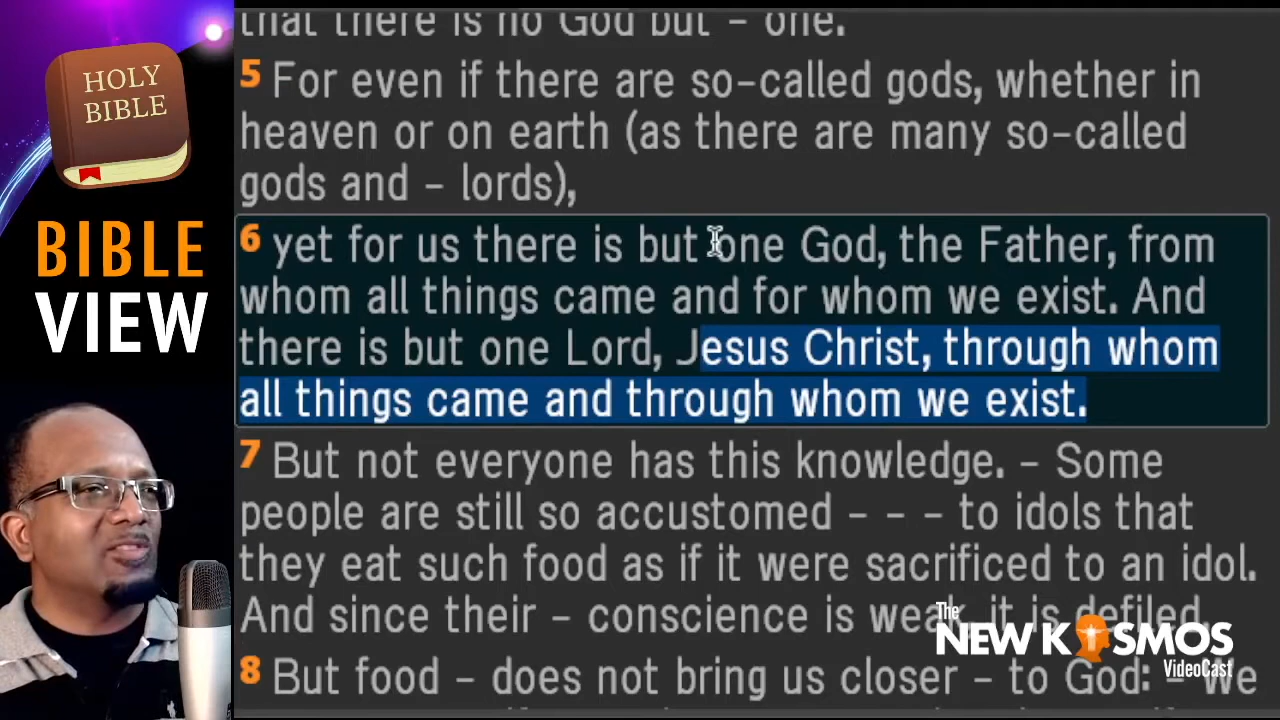 HOLY
BIBLE
BIBLE
VIEW
that there is no God but – one.
5 For even if there are so-called gods, whether in
heaven or on earth (as there are many so-called
gods and – lords),
6 yet for us there is but one God, the Father, from
whom all things came and for whom we exist. And
there is but one Lord, Jesus Christ, through whom
all things came and through whom we exist.
7 But not everyone has this knowledge. – Some
people are still so accustomed – – – to idols that
they eat such food as if it were sacrificed to an idol.
And since their – conscience is weak, it is defiled.
8 But food – does not bring us closer – to God: – We
The
NEW KOSMOS
VideoCast